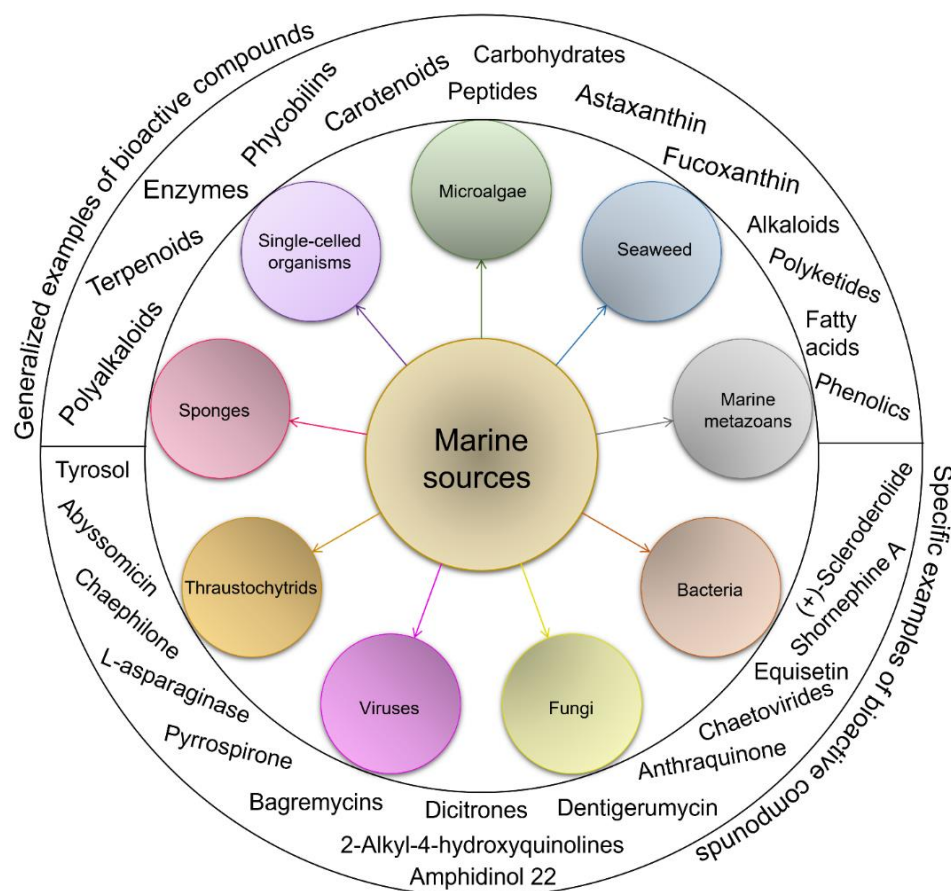 Generalized examples of bioactive compounds
Polyalkaloids
Terpenoids
Enzymes
Phycobilins
Carotenoids
Carbohydrates
Peptides
Astaxanthin
Fucoxanthin
Alkaloids
Polyketides
Fatty
acids
Phenolics
Microalgae
Single-celled
organisms
Seaweed
Sponges
Marine
sources
Marine
metazoans
Thraustochytrids
Bacteria
Viruses
Fungi
Specific examples of bioactive compounds
Tyrosol
Abyssomicin
Chaephilone
L-asparaginase
Pyrrospirone
Bagremycins
Dicitrones
2-Alkyl-4-hydroxyquinolines
Amphidinol 22
Dentigerumycin
Anthraquinone
Chaetovirides
Equisetin
Shornephine A
(+)-Scleroderolide